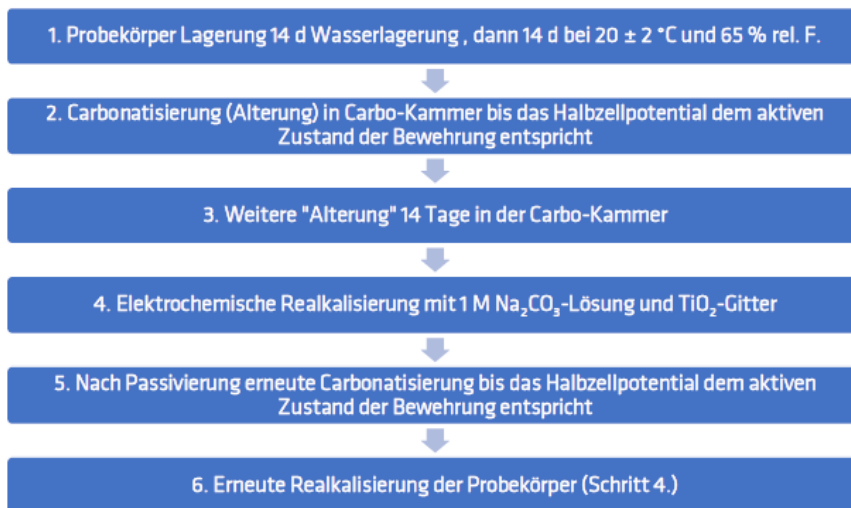 1. Probekörper Lagerung 14 d Wasserlagerung , dann 14 d bei 20 ± 2 °C und 65 % rel. F.
2. Carbonatisierung (Alterung) in Carbo-Kammer bis das Halbzellpotential dem aktiven
Zustand der Bewehrung entspricht
3. Weitere "Alterung" 14 Tage in der Carbo-Kammer
4. Elektrochemische Realkalisierung mit 1 M Na₂CO₃-Lösung und TiO₂-Gitter
5. Nach Passivierung erneute Carbonatisierung bis das Halbzellpotential dem aktiven
Zustand der Bewehrung entspricht
6. Erneute Realkalisierung der Probekörper (Schritt 4.)